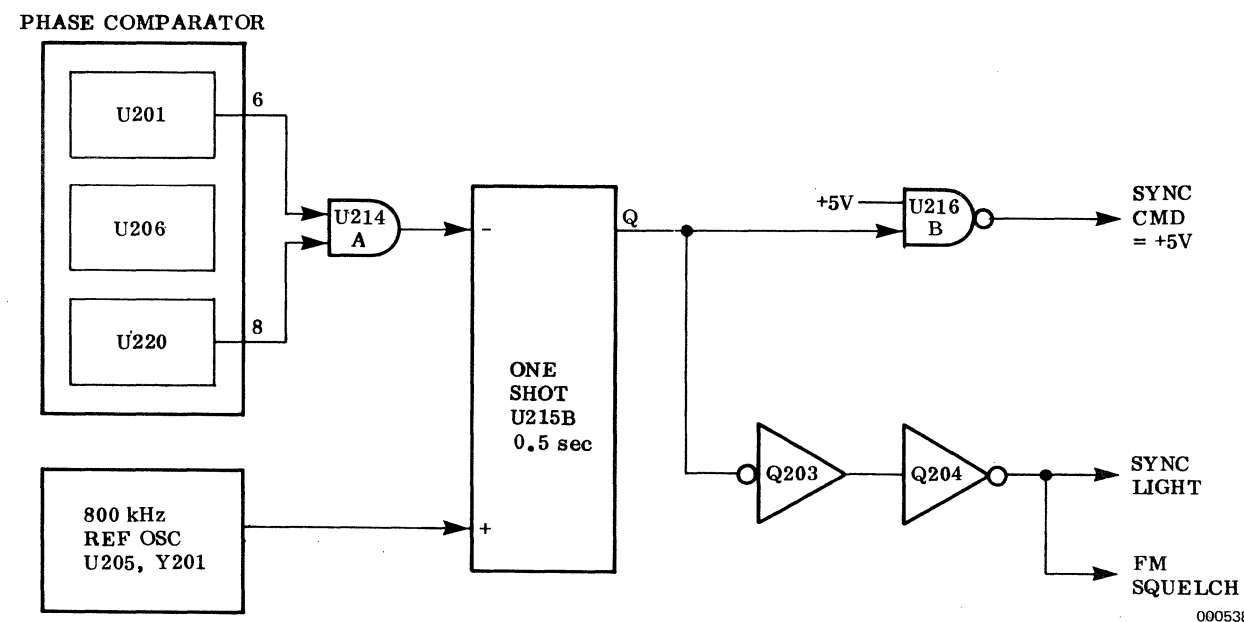 PHASE COMPARATOR
U201
6
U206
U220
8
U214
A
800 kHz
REF OSC
U205, Y201
-
+
ONE
SHOT
U215B
0.5 sec
Q
+5V
U216
B
SYNC
CMD
= +5V
Q203
Q204
SYNC
LIGHT
FM
SQUELCH
000538